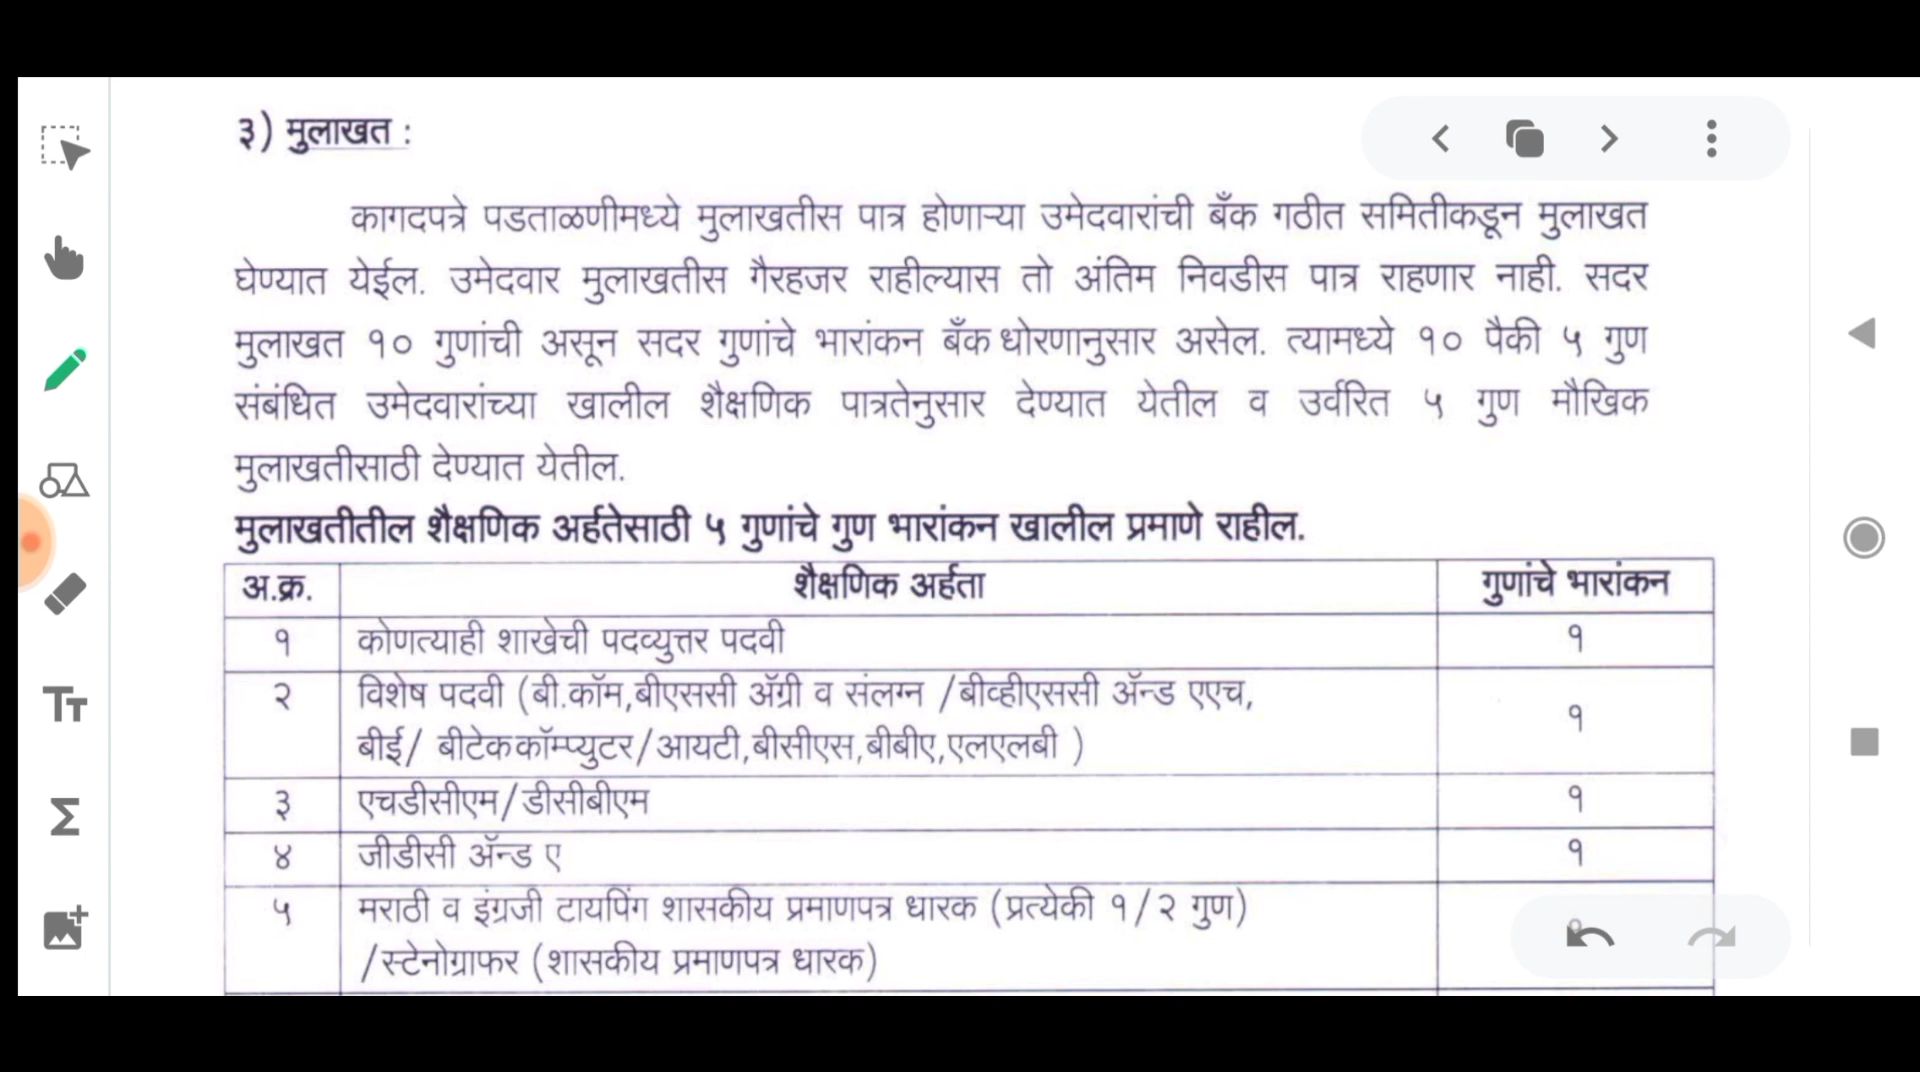 ३) मुलाखत :
कागदपत्रे पडताळणीमध्ये मुलाखतीस पात्र होणाऱ्या उमेदवारांची बँक गठीत समितीकडून मुलाखत
घेण्यात येईल. उमेदवार मुलाखतीस गैरहजर राहील्यास तो अंतिम निवडीस पात्र राहणार नाही. सदर
मुलाखत १० गुणांची असून सदर गुणांचे भारांकन बँक धोरणानुसार असेल. त्यामध्ये १० पैकी ५ गुण
संबंधित उमेदवारांच्या खालील शैक्षणिक पात्रतेनुसार देण्यात येतील व उर्वरित ५ गुण मौखिक
मुलाखतीसाठी देण्यात येतील.
मुलाखतीतील शैक्षणिक अर्हतेसाठी ५ गुणांचे गुण भारांकन खालील प्रमाणे राहील.
अ.क्र. शैक्षणिक अर्हता गुणांचे भारांकन
१ कोणत्याही शाखेची पदव्युत्तर पदवी १
२ विशेष पदवी (बी.कॉम,बीएससी ॲग्री व संलग्न /बीव्हीएससी ॲन्ड एएच,
बीई/ बीटेककॉम्प्युटर/आयटी,बीसीएस,बीबीए,एलएलबी ) १
३ एचडीसीएम/डीसीबीएम १
४ जीडीसी ॲन्ड ए १
५ मराठी व इंग्रजी टायपिंग शासकीय प्रमाणपत्र धारक (प्रत्येकी १/२ गुण)
/स्टेनोग्राफर (शासकीय प्रमाणपत्र धारक)